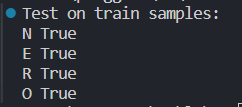 Test on train samples:
N True
E True
R True
O True